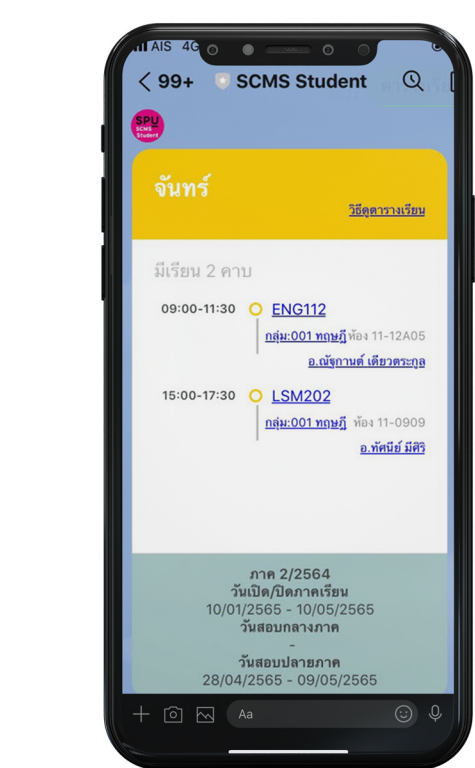 AIS 4G
99+ SCMS Student
SPU
SCMS
Student
จันทร์
วิธีดูตารางเรียน
มีเรียน 2 คาบ
09:00-11:30 ENG112
กลุ่ม:001 ทฤษฎี ห้อง 11-12A05
อ.ณัฐกานต์ เดียวตระกูล
15:00-17:30 LSM202
กลุ่ม:001 ทฤษฎี ห้อง 11-0909
อ.ทัศนีย์ มีศิริ
ภาค 2/2564
วันเปิด/ปิดภาคเรียน
10/01/2565 - 10/05/2565
วันสอบกลางภาค
-
วันสอบปลายภาค
28/04/2565 - 09/05/2565
Aa